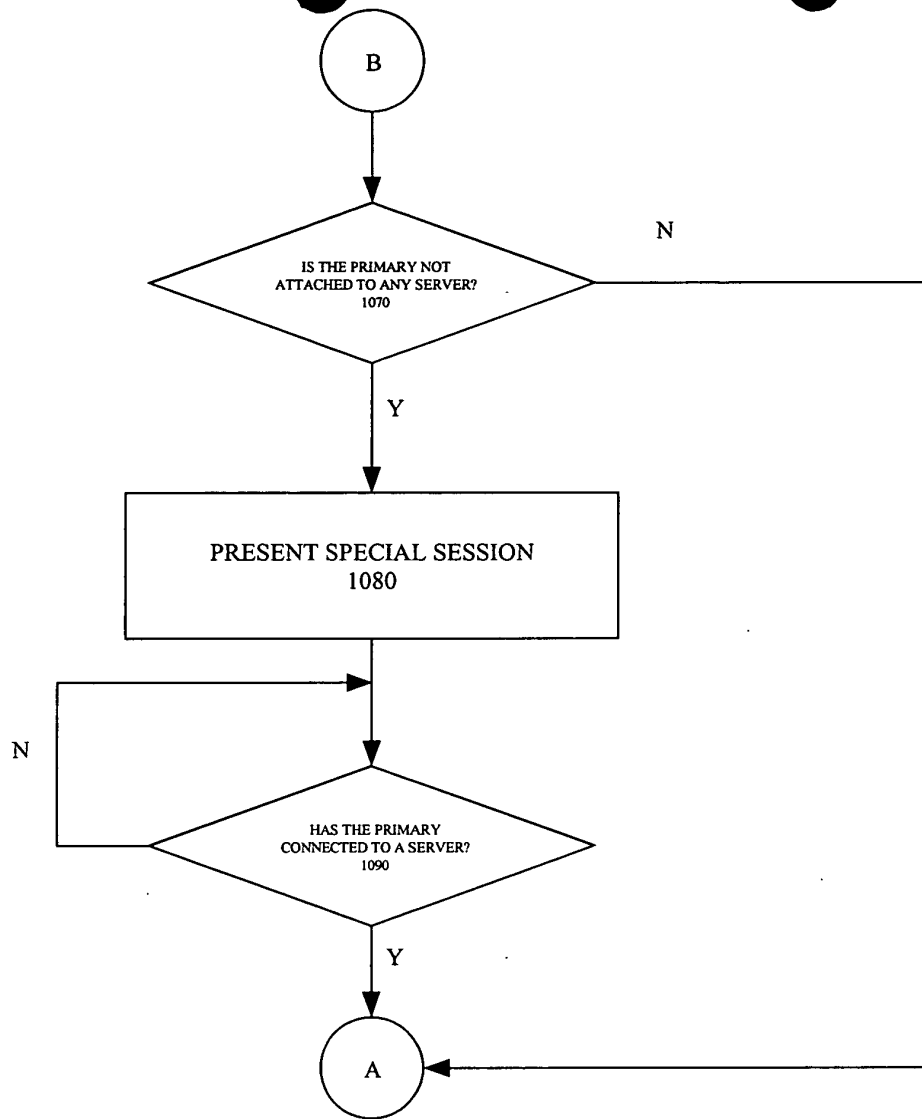 B
N
IS THE PRIMARY NOT
ATTACHED TO ANY SERVER?
1070
Y
PRESENT SPECIAL SESSION
1080
N
HAS THE PRIMARY
CONNECTED TO A SERVER?
1090
Y
A